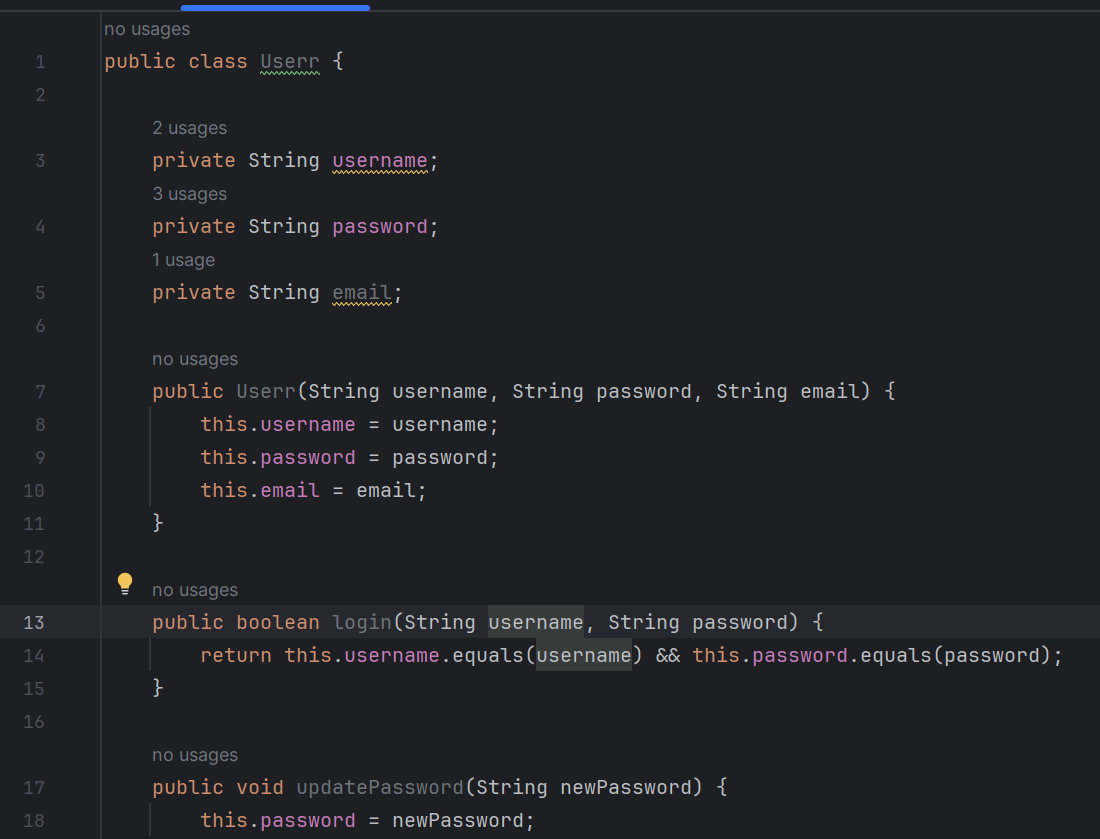 no usages
1 public class Userr {
2
2 usages
3 private String username;
3 usages
4 private String password;
1 usage
5 private String email;
6
no usages
7 public Userr(String username, String password, String email) {
8 this.username = username;
9 this.password = password;
10 this.email = email;
11 }
12
no usages
13 public boolean login(String username, String password) {
14 return this.username.equals(username) && this.password.equals(password);
15 }
16
no usages
17 public void updatePassword(String newPassword) {
18 this.password = newPassword;